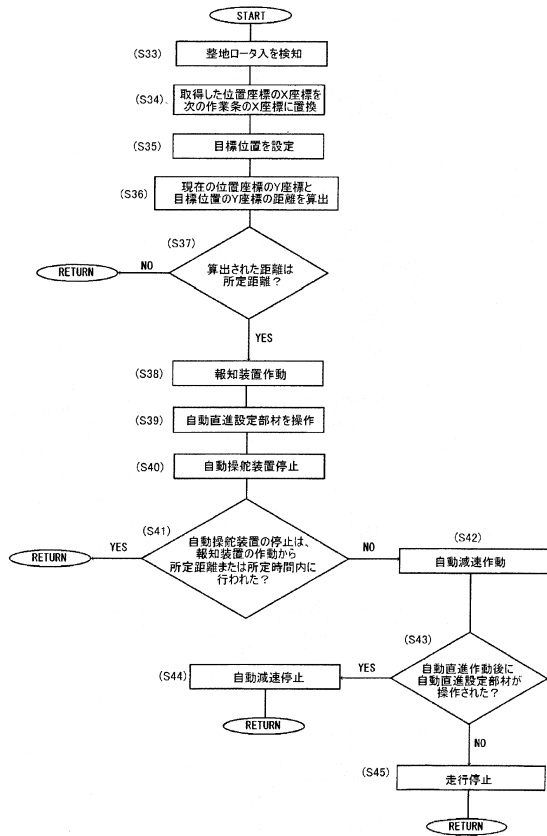 START
(S33)
整地ロータ入を検知
(S34)
取得した位置座標のX座標を
次の作業条のX座標に置換
(S35)
目標位置を設定
(S36)
現在の位置座標のY座標と
目標位置のY座標の距離を算出
(S37)
算出された距離は
所定距離？
NO
RETURN
YES
(S38)
報知装置作動
(S39)
自動直進設定部材を操作
(S40)
自動操舵装置停止
(S41)
自動操舵装置の停止は、
報知装置の作動から
所定距離または所定時間内に
行われた？
YES
RETURN
NO
(S42)
自動減速作動
(S43)
自動直進作動後に
自動直進設定部材が
操作された？
YES
(S44)
自動減速停止
RETURN
NO
(S45)
走行停止
RETURN